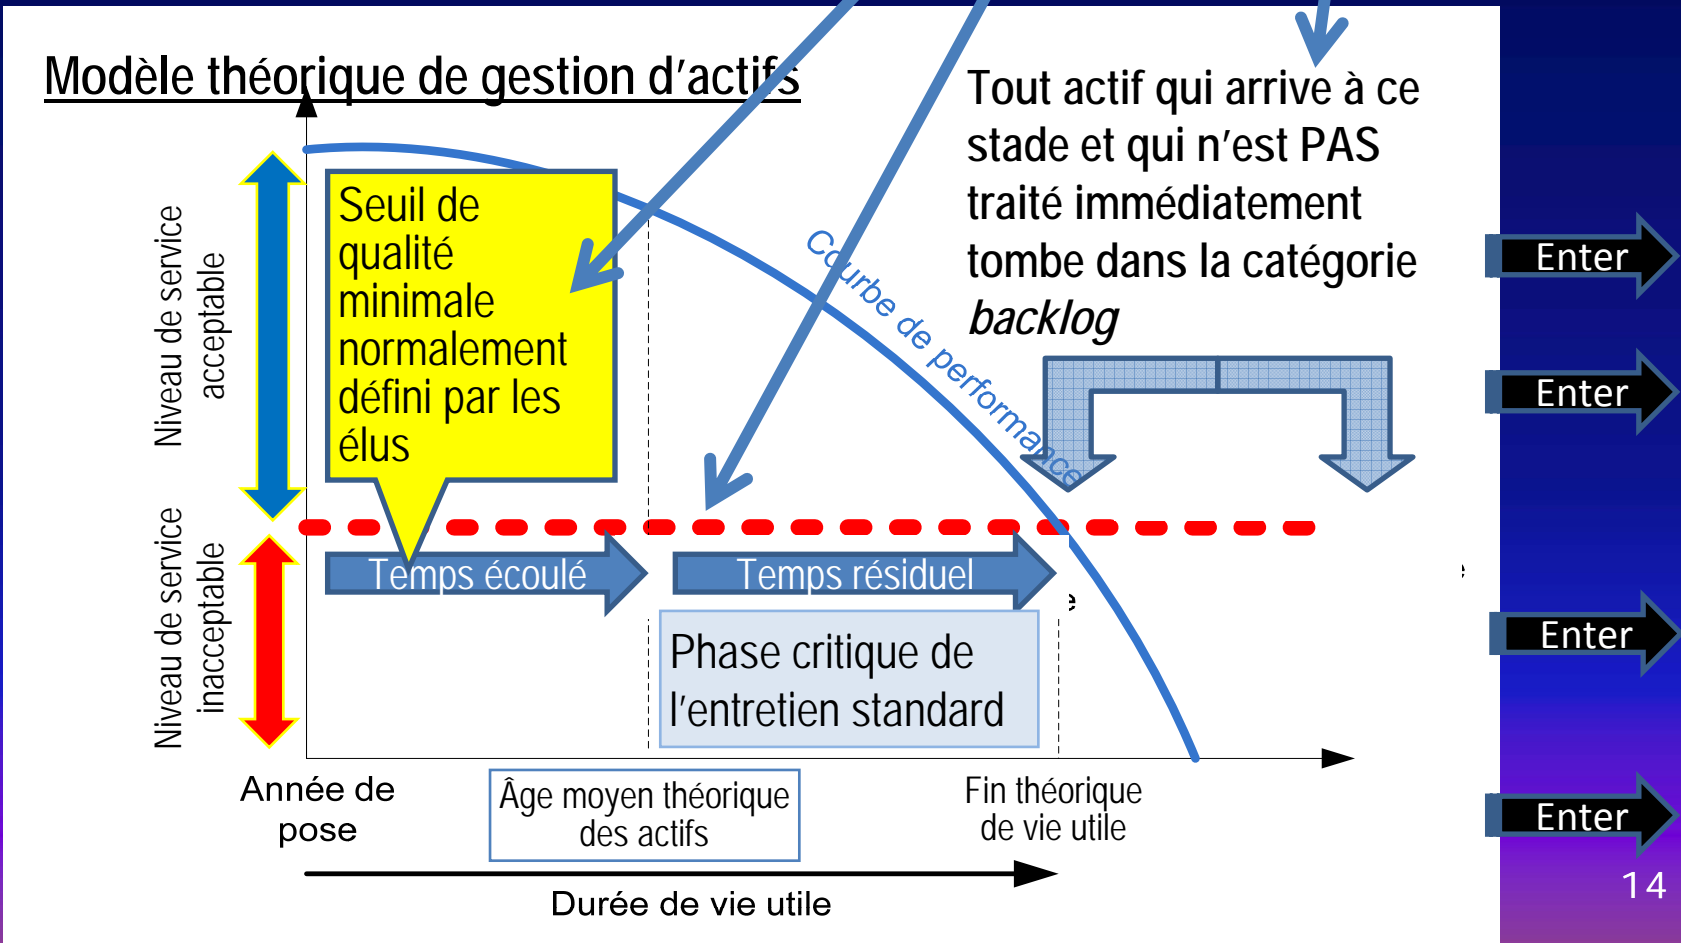 Modèle théorique de gestion d'actifs
Tout actif qui arrive à ce
stade et qui n'est PAS
traité immédiatement
tombe dans la catégorie
backlog
Niveau de service
acceptable
Seuil de
qualité
minimale
normalement
défini par les
élus
Courbe de performance
Niveau de service
inacceptable
Temps écoulé
Temps résiduel
Phase critique de
l'entretien standard
Année de
pose
Âge moyen théorique
des actifs
Fin théorique
de vie utile
Durée de vie utile
Enter
Enter
Enter
Enter
14